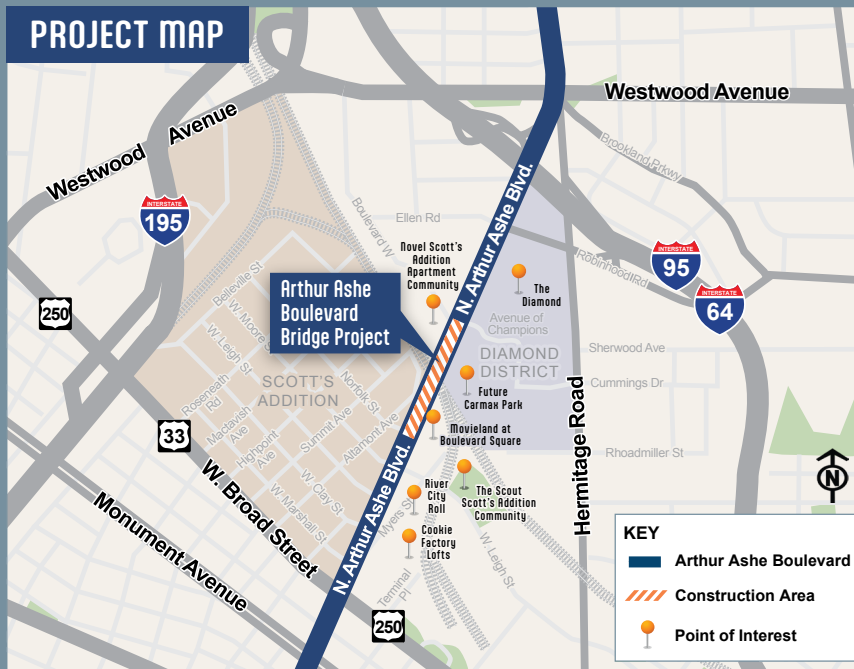 PROJECT MAP
Westwood Avenue
Westwood Avenue
Brookland Prkwy
INTERSTATE
195
Boulevard W
Ellen Rd
N. Arthur Ashe Blvd.
Robinhood Rd
INTERSTATE
95
INTERSTATE
64
Novel Scott's
Addition
Apartment
Community
The
Diamond
Belleville St
250
Arthur Ashe
Boulevard
Bridge Project
Avenue of
Champions
W. Moore S
Sherwood Ave
DIAMOND
DISTRICT
W. Leigh St
Cummings Dr
SCOTT'S
ADDITION
Norfolk St
Roseneath
Rd
Future
Carmax Park
Mactavish
Ave
Summit Ave
Altamont Ave
Movieland at
Boulevard Square
33
Highpoint
Ave
Rhoadmiller St
Hermitage Road
W. Broad Street
W. Clay St
W. Marshall St
N. Arthur Ashe Blvd.
River
City
Roll
The Scout
Scott's Addition
Community
N
Myers St
Monument Avenue
Cookie
Factory
Lofts
W. Leigh St
Terminal
Pl
250
KEY
Arthur Ashe Boulevard
Construction Area
Point of Interest